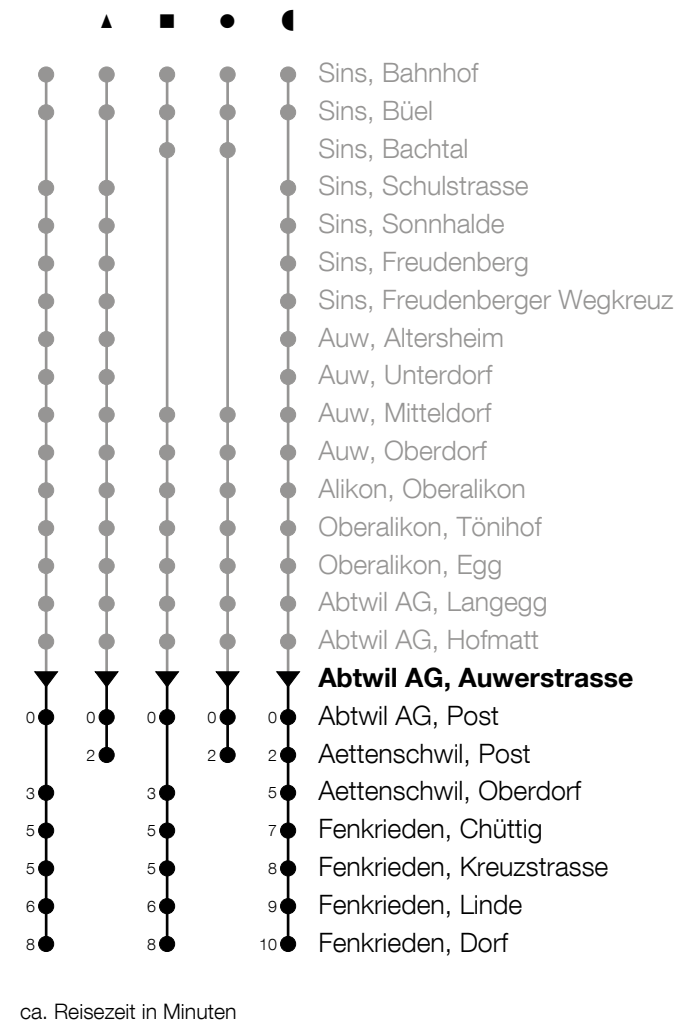 Sins, Bahnhof
Sins, Büel
Sins, Bachtal
Sins, Schulstrasse
Sins, Sonnhalde
Sins, Freudenberg
Sins, Freudenberger Wegkreuz
Auw, Altersheim
Auw, Unterdorf
Auw, Mitteldorf
Auw, Oberdorf
Alikon, Oberalikon
Oberalikon, Tönihof
Oberalikon, Egg
Abtwil AG, Langegg
Abtwil AG, Hofmatt
Abtwil AG, Auwerstrasse
0 0 0 0 0 Abtwil AG, Post
2 2 2 Aettenschwil, Post
3 3 5 Aettenschwil, Oberdorf
5 5 7 Fenkrieden, Chüttig
5 5 8 Fenkrieden, Kreuzstrasse
6 6 9 Fenkrieden, Linde
8 8 10 Fenkrieden, Dorf
ca. Reisezeit in Minuten